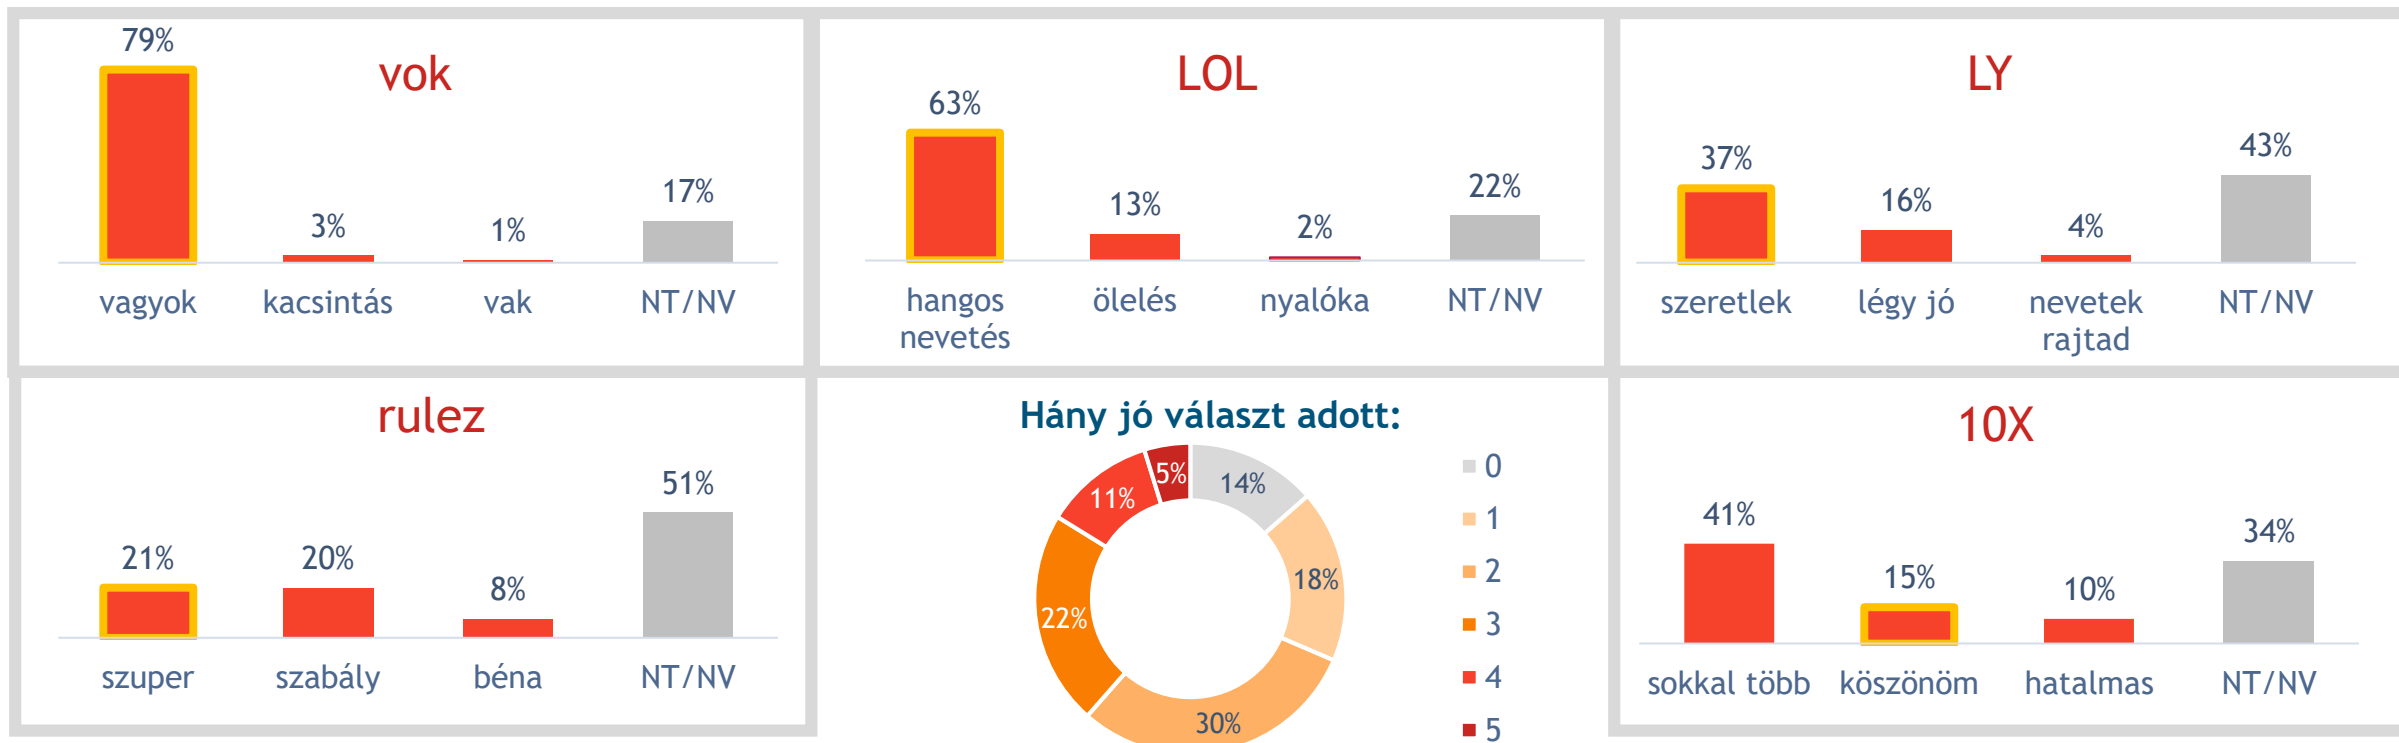 vok
79%
3%
1%
17%
vagyok
kacsintás
vak
NT/NV
LOL
63%
13%
2%
22%
hangos
nevetés
ölelés
nyalóka
NT/NV
LY
37%
16%
4%
43%
szeretlek
légy jó
nevetek
rajtad
NT/NV
rulez
21%
20%
8%
51%
szuper
szabály
béna
NT/NV
Hány jó választ adott:
14%
18%
30%
22%
11%
5%
0
1
2
3
4
5
10X
41%
15%
10%
34%
sokkal több
köszönöm
hatalmas
NT/NV